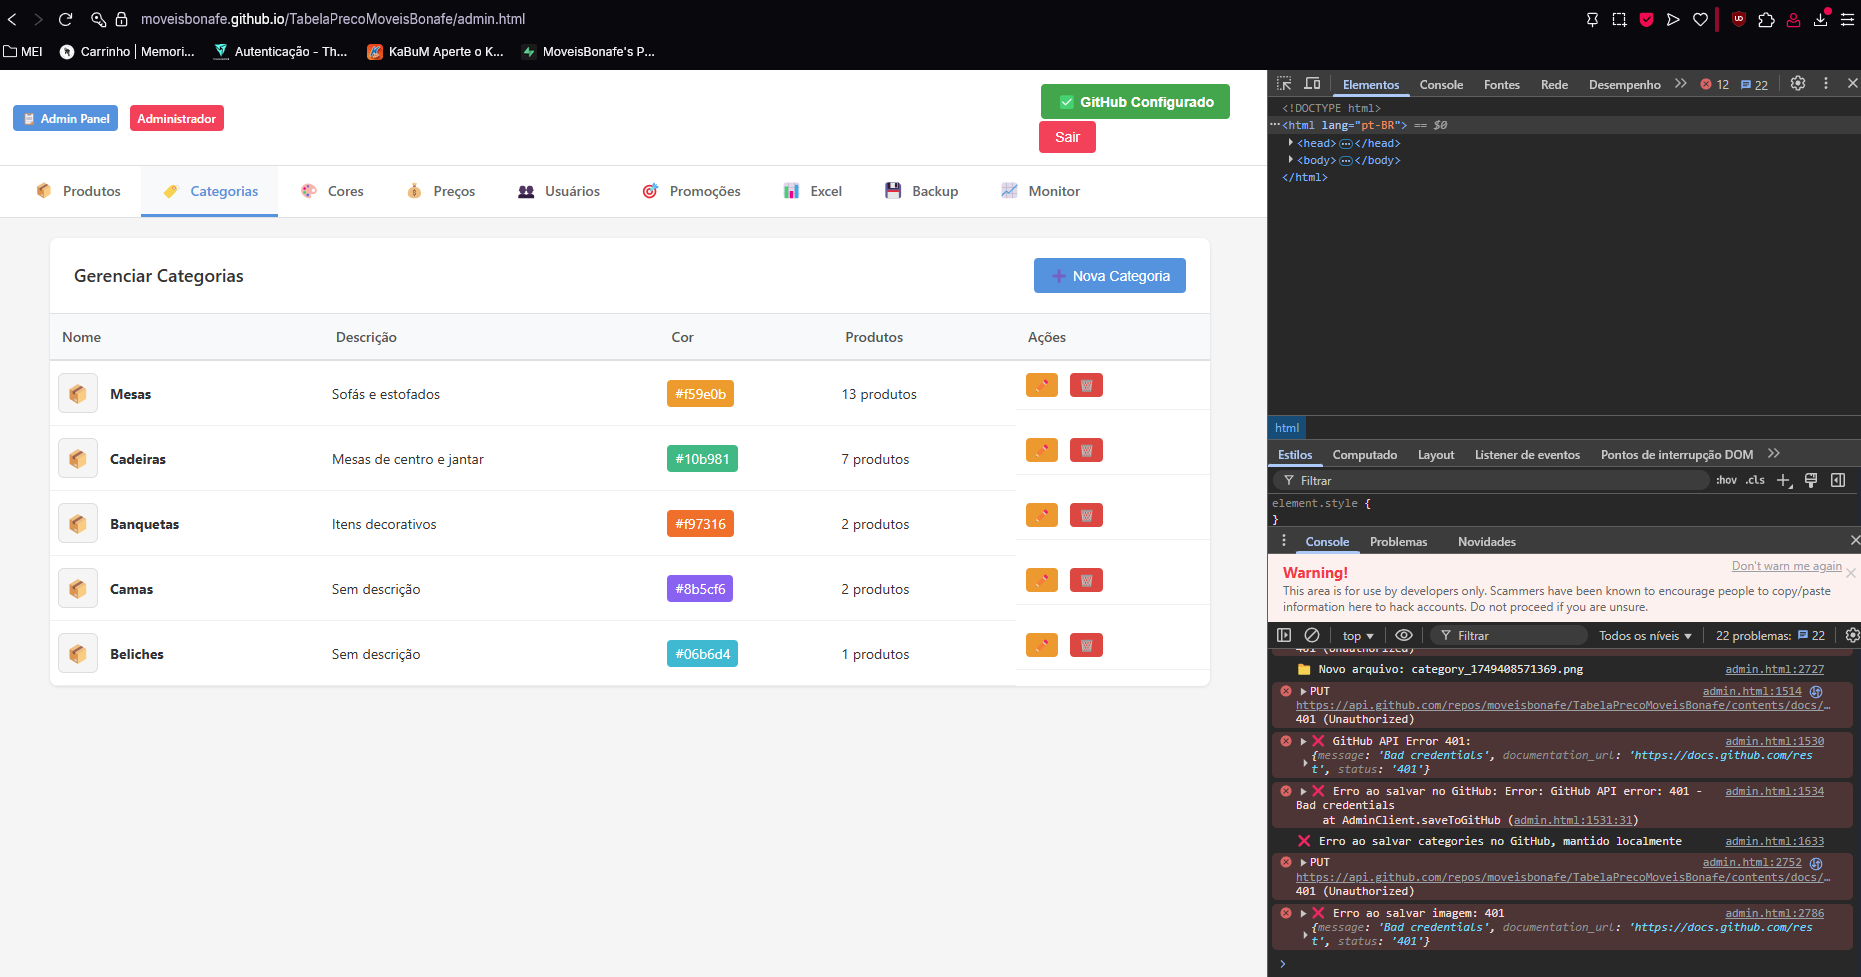 moveisbonafe.github.io/TabelaPrecoMoveisBonafe/admin.html
MEI
Carrinho | Memori...
Autenticação - Th...
KaBuM Aperte o K...
MoveisBonafe's P...
Admin Panel
Administrador
GitHub Configurado
Sair
Produtos
Categorias
Cores
Preços
Usuários
Promoções
Excel
Backup
Monitor
Gerenciar Categorias
Nova Categoria
Nome Descrição Cor Produtos Ações
Mesas Sofás e estofados #f59e0b 13 produtos
Cadeiras Mesas de centro e jantar #10b981 7 produtos
Banquetas Itens decorativos #f97316 2 produtos
Camas Sem descrição #8b5cf6 2 produtos
Beliches Sem descrição #06b6d4 1 produtos
Elementos Console Fontes Rede Desempenho 12 22
<!DOCTYPE html>
<html lang="pt-BR"> == $0
<head> </head>
<body> </body>
</html>
html
Estilos Computado Layout Listener de eventos Pontos de interrupção DOM
Filtrar :hov .cls
element.style {
}
Console Problemas Novidades
Warning!
Don't warn me again
This area is for use by developers only. Scammers have been known to encourage people to copy/paste
information here to hack accounts. Do not proceed if you are unsure.
top Filtrar Todos os níveis 22 problemas: 22
401 (Unauthorized)
Novo arquivo: category_1749408571369.png admin.html:2727
PUT admin.html:1514
https://api.github.com/repos/moveisbonafe/TabelaPrecoMoveisBonafe/contents/docs/…
401 (Unauthorized)
GitHub API Error 401: admin.html:1530
{message: 'Bad credentials', documentation_url: 'https://docs.github.com/res
t', status: '401'}
Erro ao salvar no GitHub: Error: GitHub API error: 401 - admin.html:1534
Bad credentials
at AdminClient.saveToGitHub (admin.html:1531:31)
Erro ao salvar categories no GitHub, mantido localmente admin.html:1633
PUT admin.html:2752
https://api.github.com/repos/moveisbonafe/TabelaPrecoMoveisBonafe/contents/docs/…
401 (Unauthorized)
Erro ao salvar imagem: 401 admin.html:2786
{message: 'Bad credentials', documentation_url: 'https://docs.github.com/res
t', status: '401'}